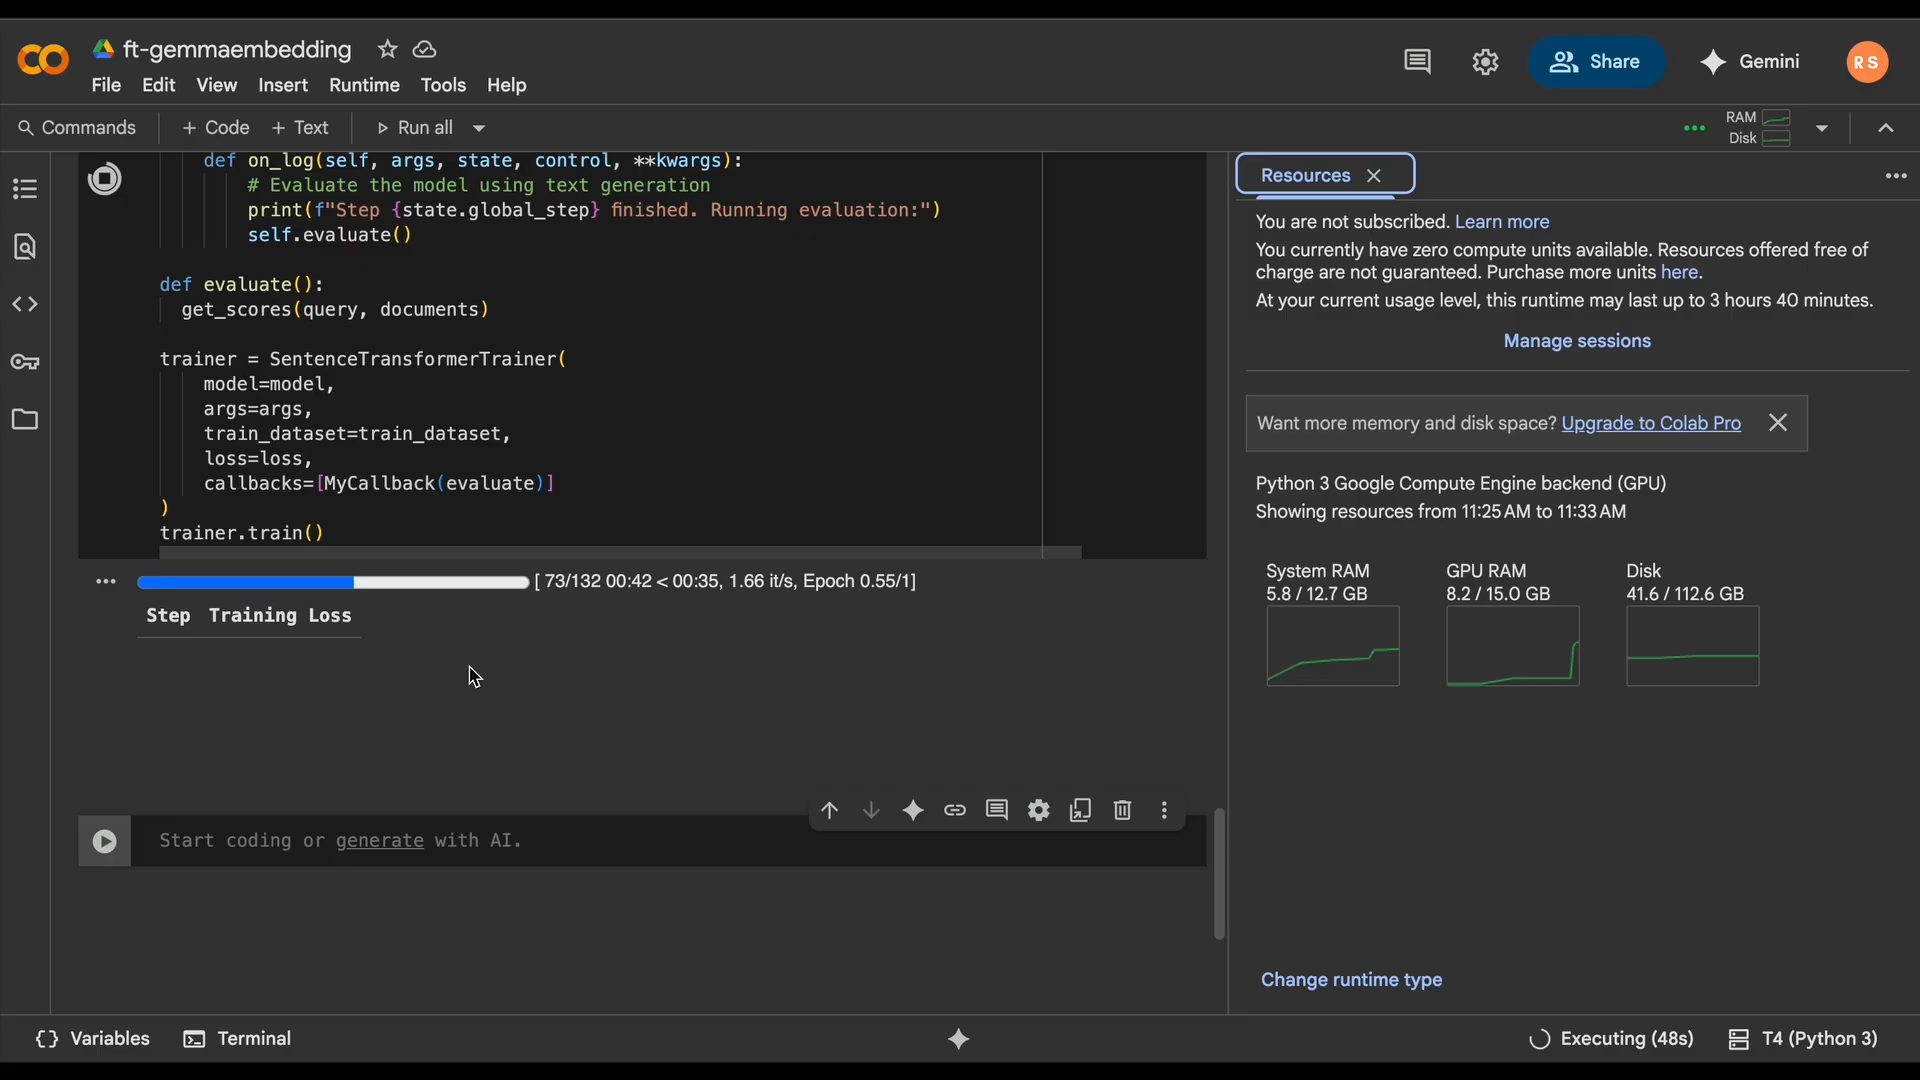 ft-gemmaembedding
File Edit View Insert Runtime Tools Help
Share
Gemini
RS
Commands
+ Code + Text
Run all
RAM
Disk
def on_log(self, args, state, control, **kwargs):
# Evaluate the model using text generation
print(f"Step {state.global_step} finished. Running evaluation:")
self.evaluate()
def evaluate():
get_scores(query, documents)
trainer = SentenceTransformerTrainer(
model=model,
args=args,
train_dataset=train_dataset,
loss=loss,
callbacks=[MyCallback(evaluate)]
)
trainer.train()
[ 73/132 00:42 < 00:35, 1.66 it/s, Epoch 0.55/1]
Step Training Loss
Start coding or generate with AI.
Resources
You are not subscribed. Learn more
You currently have zero compute units available. Resources offered free of
charge are not guaranteed. Purchase more units here.
At your current usage level, this runtime may last up to 3 hours 40 minutes.
Manage sessions
Want more memory and disk space? Upgrade to Colab Pro
Python 3 Google Compute Engine backend (GPU)
Showing resources from 11:25 AM to 11:33 AM
System RAM
5.8 / 12.7 GB
GPU RAM
8.2 / 15.0 GB
Disk
41.6 / 112.6 GB
Change runtime type
Variables
Terminal
Executing (48s)
T4 (Python 3)